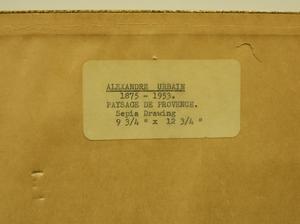 ALEXANDRE URBAIN
1875 - 1953.
PAYSAGE DE PROVENCE.
Sepia Drawing
9 3/4 " x 12 3/4 "